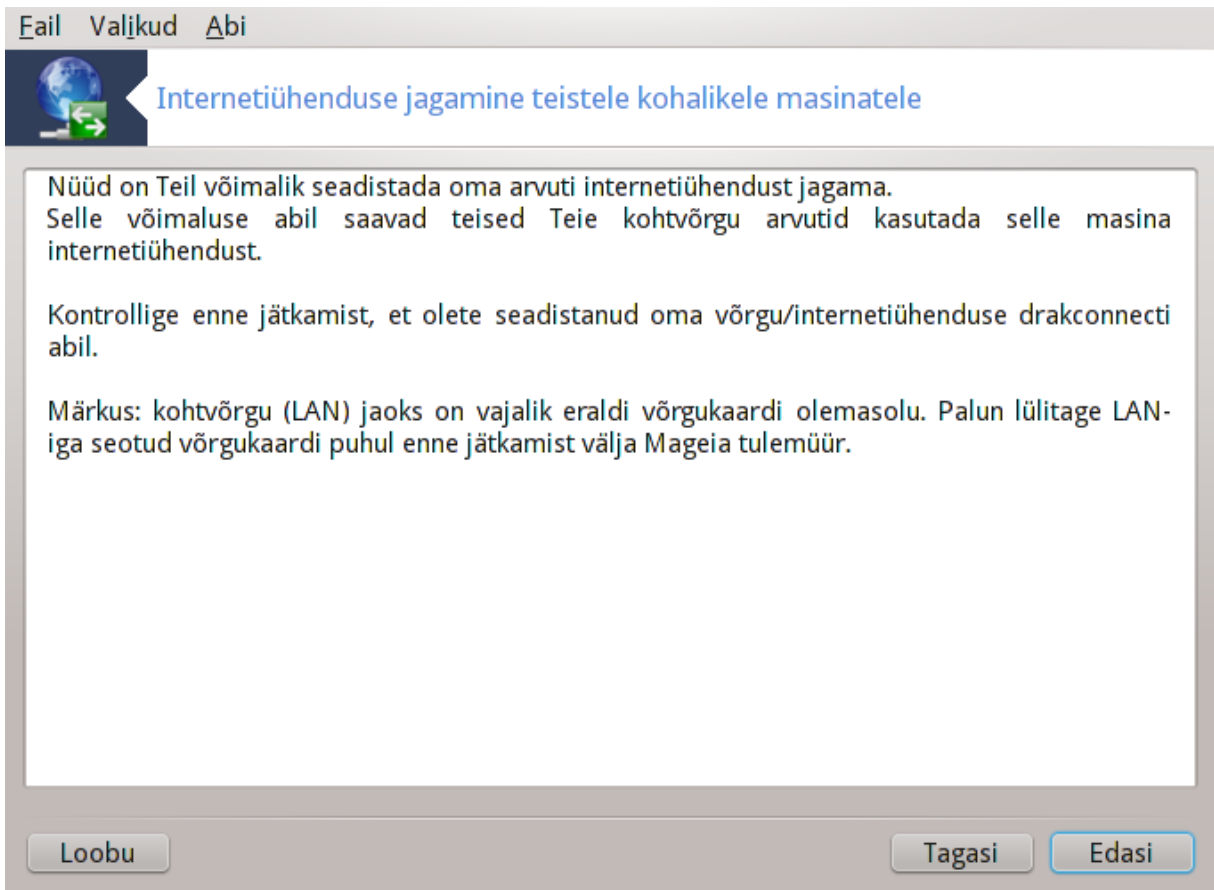 Fail Valikud Abi
Internetiühenduse jagamine teistele kohalikele masinatele
Nüüd on Teil võimalik seadistada oma arvuti internetiühendust jagama.
Selle võimaluse abil saavad teised Teie kohtvõrgu arvutid kasutada selle masina
internetiühendust.
Kontrollige enne jätkamist, et olete seadistanud oma võrgu/internetiühenduse drakconnecti
abil.
Märkus: kohtvõrgu (LAN) jaoks on vajalik eraldi võrgukaardi olemasolu. Palun lülitage LAN-
iga seotud võrgukaardi puhul enne jätkamist välja Mageia tulemüür.
Loobu Tagasi Edasi